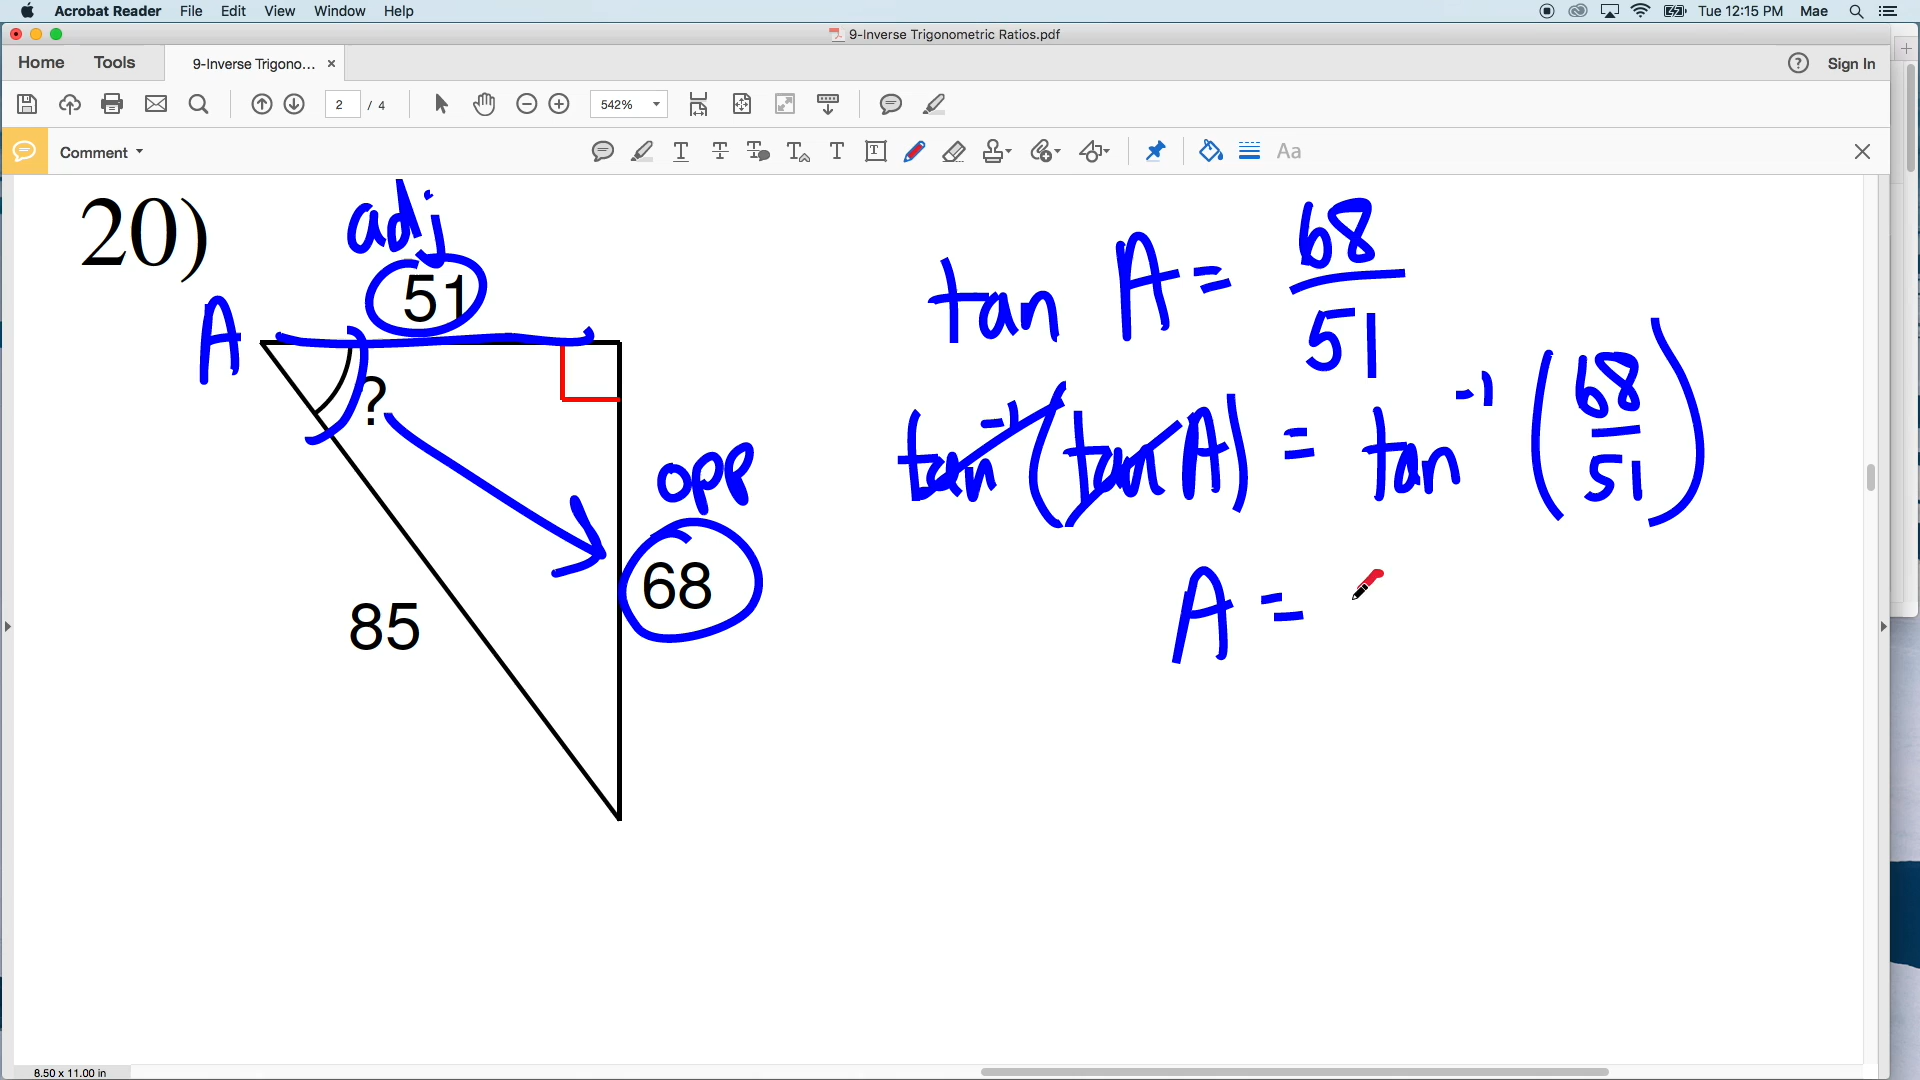 Acrobat Reader File Edit View Window Help Tue 12:15 PM Mae
9-Inverse Trigonometric Ratios.pdf
Home Tools 9-Inverse Trigono... × ? Sign In
2 / 4 542%
Comment T T T T T T Aa
20)
adj
51
A
?
opp
68
85
tan A = 68/51
tan⁻¹(tan A) = tan⁻¹(68/51)
A =
8.50 x 11.00 in